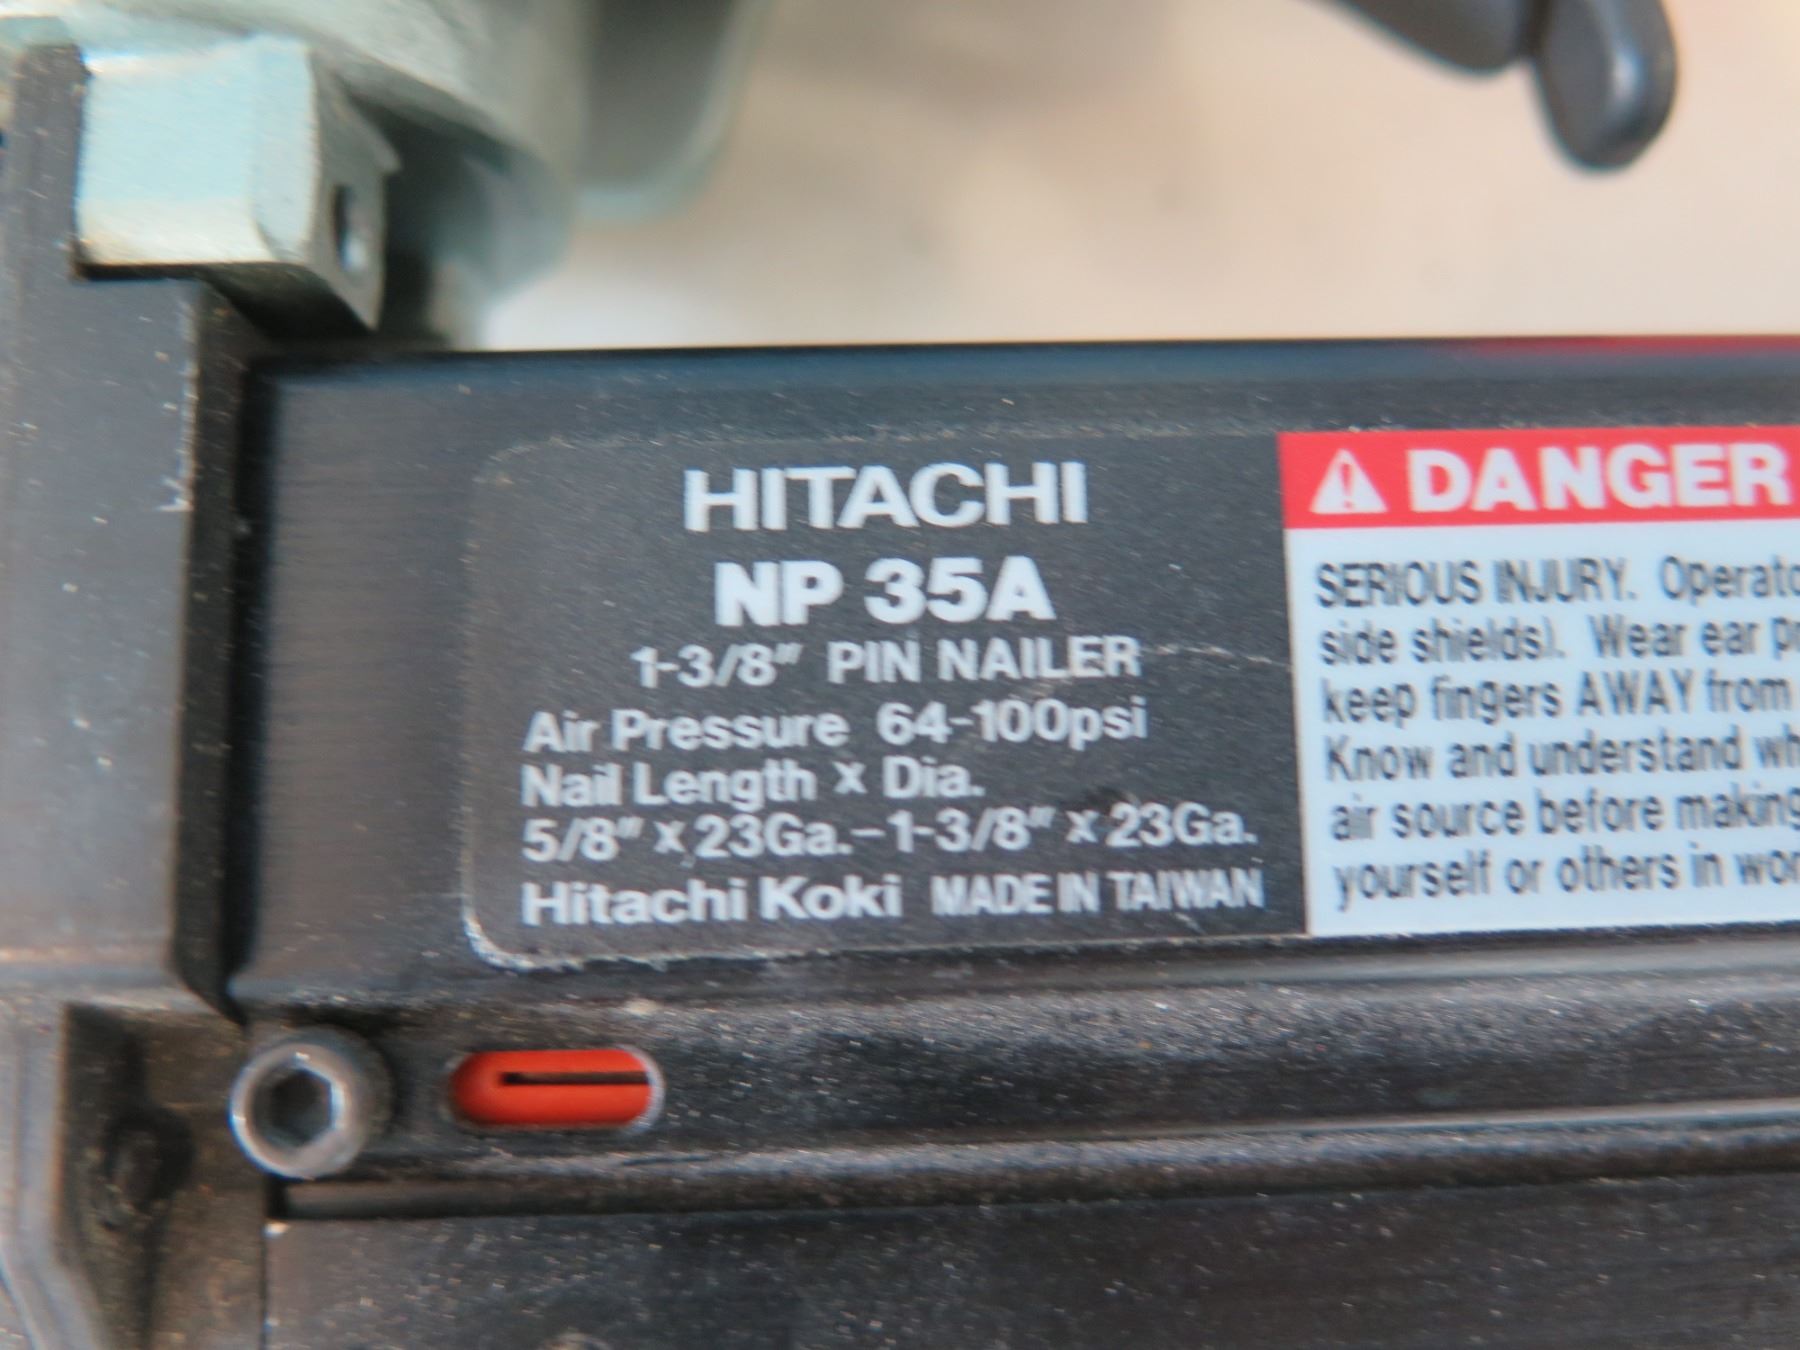 HITACHI
NP 35A
1-3/8" PIN NAILER
Air Pressure 64-100psi
Nail Length x Dia.
5/8" x 23Ga.-1-3/8" x 23Ga.
Hitachi Koki MADE IN TAIWAN
DANGER
SERIOUS INJURY. Operato
side shields). Wear ear p
keep fingers AWAY from
Know and understand wh
air source before making
yourself or others in wor